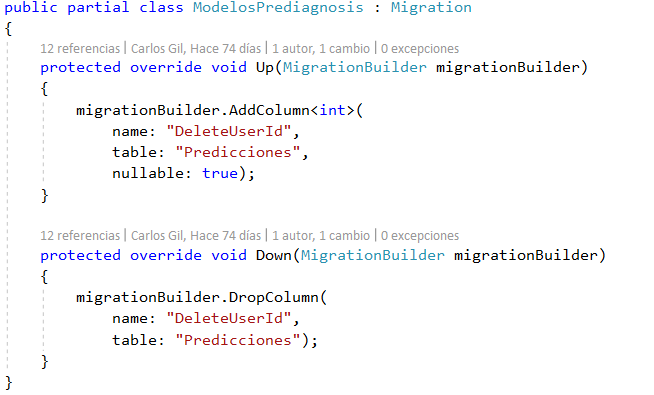 public partial class ModelosPrediagnosis : Migration
{
12 referencias | Carlos Gil, Hace 74 días | 1 autor, 1 cambio | 0 excepciones
protected override void Up(MigrationBuilder migrationBuilder)
{
migrationBuilder.AddColumn<int>(
name: "DeleteUserId",
table: "Predicciones",
nullable: true);
}
12 referencias | Carlos Gil, Hace 74 días | 1 autor, 1 cambio | 0 excepciones
protected override void Down(MigrationBuilder migrationBuilder)
{
migrationBuilder.DropColumn(
name: "DeleteUserId",
table: "Predicciones");
}
}